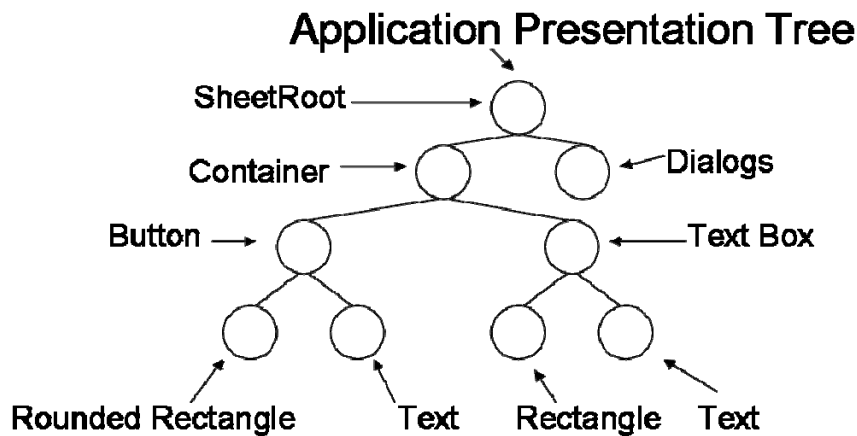 Application Presentation Tree
SheetRoot
Container
Dialogs
Button
Text Box
Rounded Rectangle
Text
Rectangle
Text